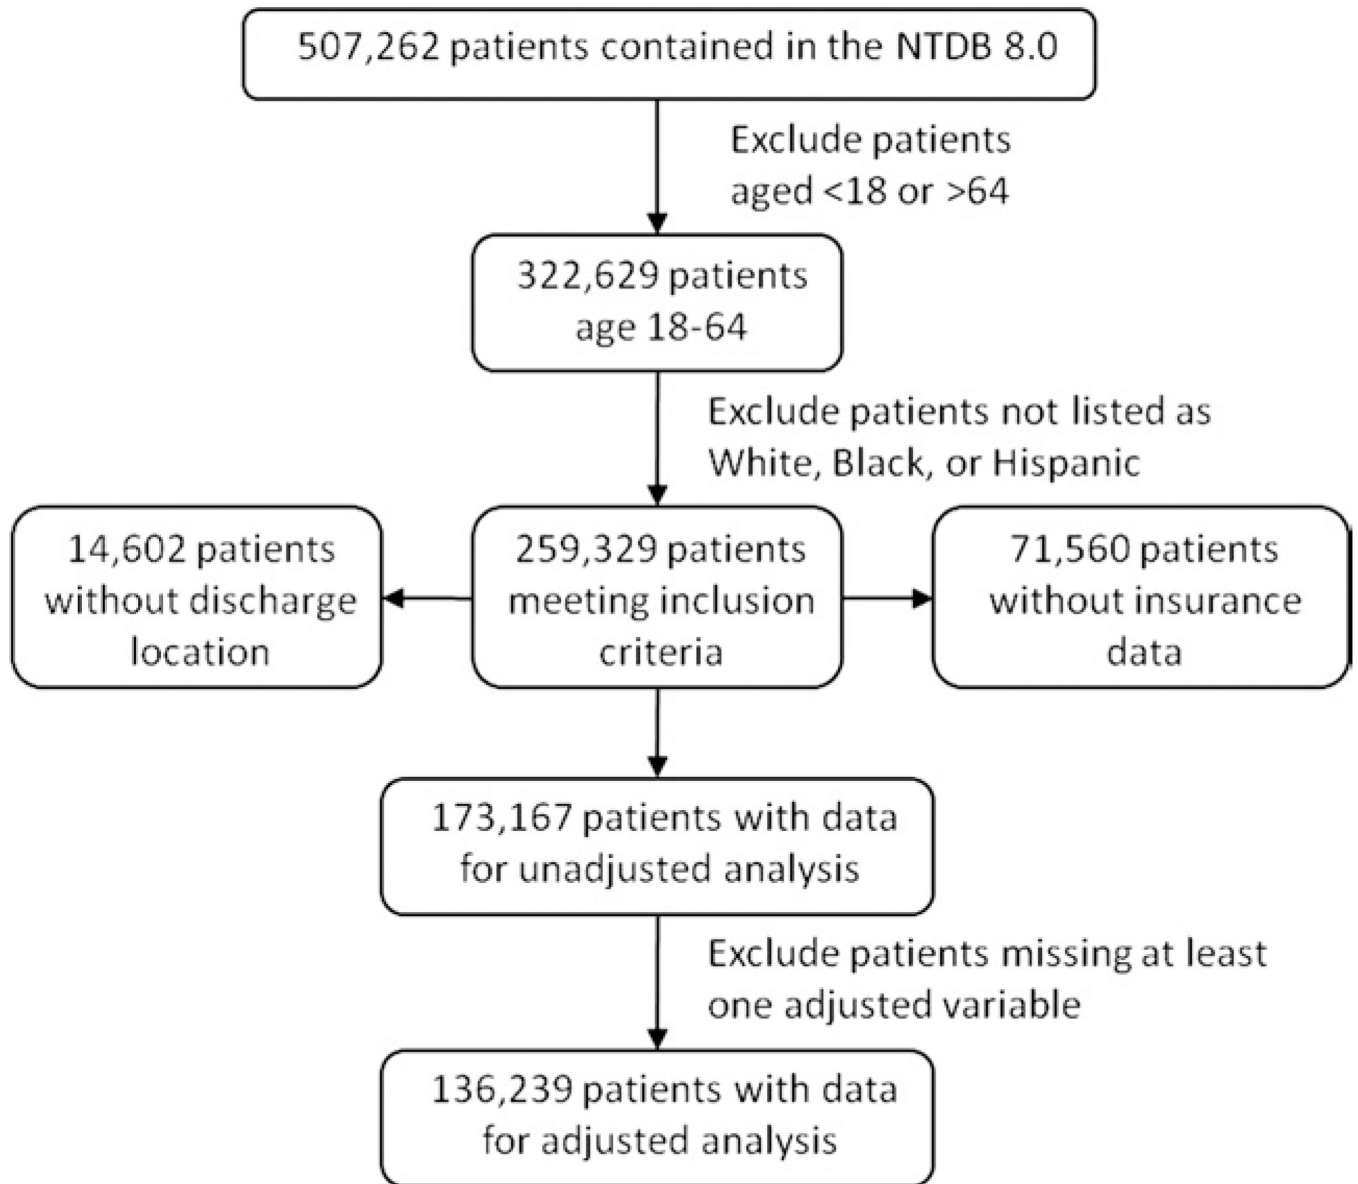 507,262 patients contained in the NTDB 8.0
Exclude patients
aged <18 or >64
322,629 patients
age 18-64
Exclude patients not listed as
White, Black, or Hispanic
14,602 patients
without discharge
location
259,329 patients
meeting inclusion
criteria
71,560 patients
without insurance
data
173,167 patients with data
for unadjusted analysis
Exclude patients missing at least
one adjusted variable
136,239 patients with data
for adjusted analysis